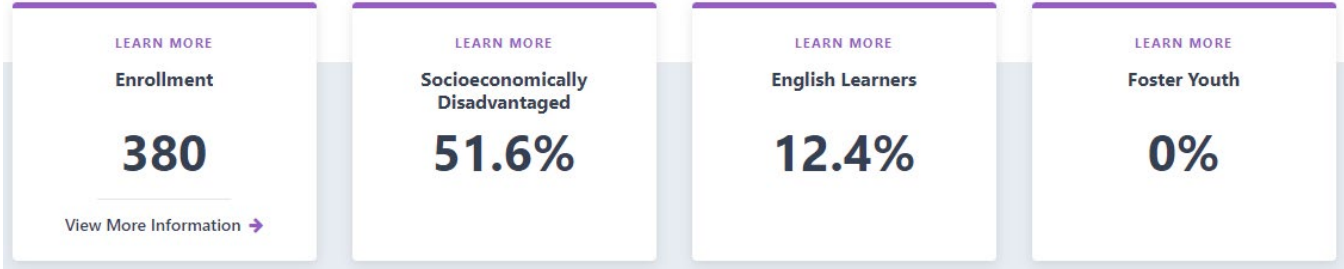 LEARN MORE
Enrollment
380
View More Information
LEARN MORE
Socioeconomically
Disadvantaged
51.6%
LEARN MORE
English Learners
12.4%
LEARN MORE
Foster Youth
0%